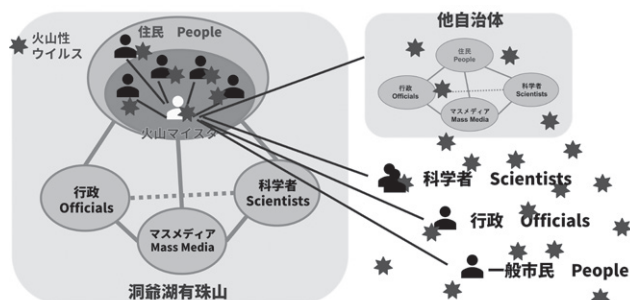 火山性
ウイルス
住民 People
火山マイスター
行政
Officials
科学者
Scientists
マスメディア
Mass Media
洞爺湖有珠山
他自治体
住民
People
行政
Officials
科学者
Scientists
マスメディア
Mass Media
科学者 Scientists
行政 Officials
一般市民 People